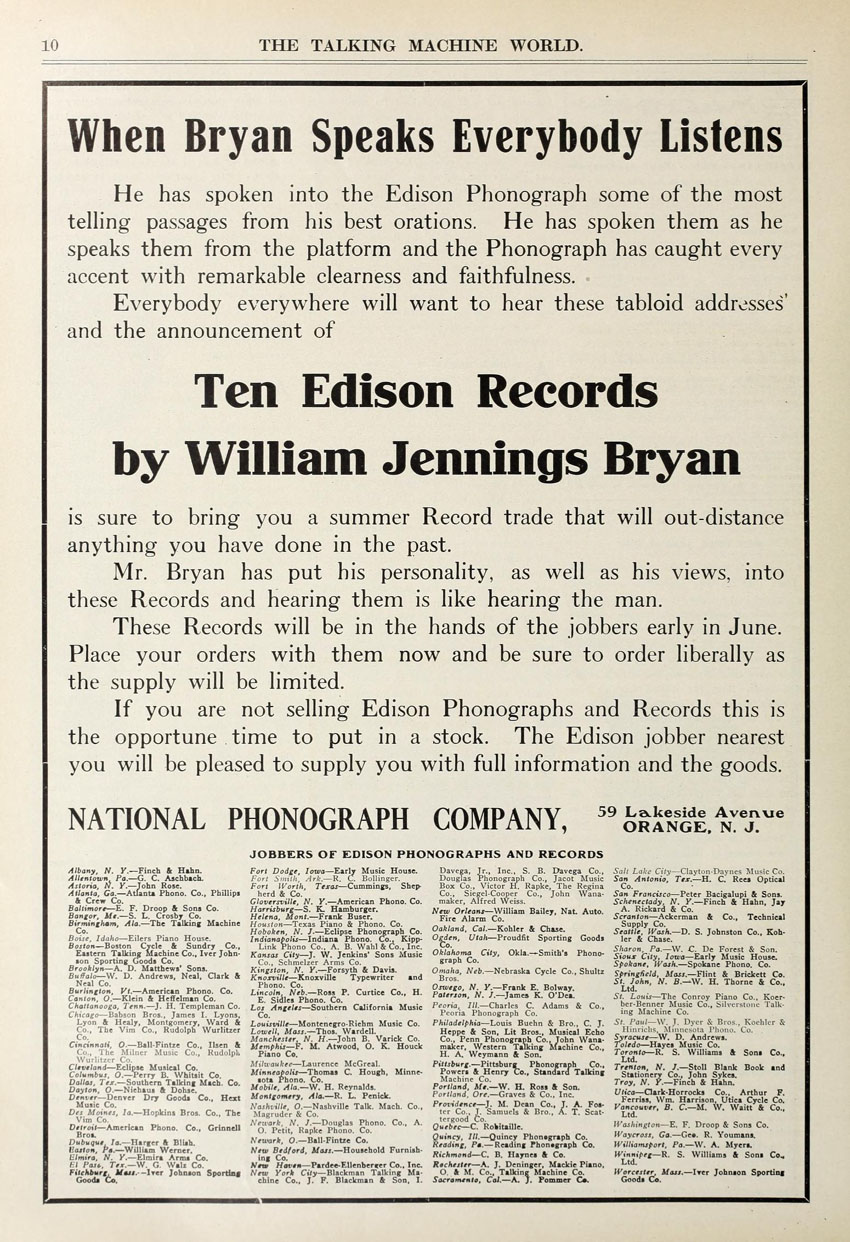 10
THE TALKING MACHINE WORLD.
When Bryan Speaks Everybody Listens
He has spoken into the Edison Phonograph some of the most
telling passages from his best orations. He has spoken them as he
speaks them from the platform and the Phonograph has caught every
accent with remarkable clearness and faithfulness.
Everybody everywhere will want to hear these tabloid addresses'
and the announcement of
Ten Edison Records
by William Jennings Bryan
is sure to bring you a summer Record trade that will out-distance
anything you have done in the past.
Mr. Bryan has put his personality, as well as his views, into
these Records and hearing them is like hearing the man.
These Records will be in the hands of the jobbers early in June.
Place your orders with them now and be sure to order liberally as
the supply will be limited.
If you are not selling Edison Phonographs and Records this is
the opportune time to put in a stock. The Edison jobber nearest
you will be pleased to supply you with full information and the goods.
NATIONAL PHONOGRAPH COMPANY,
59 Lakeside Avenue
ORANGE, N. J.
JOBBERS OF EDISON PHONOGRAPHS AND RECORDS
Albany, N. Y.—Finch & Hahn.
Allentown, Pa.—G. C. Aschbach.
Astoria, N. Y.—John Rose.
Atlanta, Ga.—Atlanta Phono. Co., Phillips
& Crew Co.
Baltimore—E. F. Droop & Sons Co.
Bangor, Me.—S. L. Crosby Co.
Birmingham, Ala.—The Talking Machine
Co.
Boise, Idaho—Eilers Piano House.
Boston—Boston Cycle & Sundry Co.,
Eastern Talking Machine Co., Iver John-
son Sporting Goods Co.
Brooklyn—A. D. Matthews' Sons.
Buffalo—W. D. Andrews, Neal, Clark &
Neal Co.
Burlington, Vt.—American Phono. Co.
Canton, O.—Klein & Heffelman Co.
Chattanooga, Tenn.—J. H. Templeman Co.
Chicago—Babson Bros., James I. Lyons,
Lyon & Healy, Montgomery, Ward &
Co., The Vim Co., Rudolph Wurlitzer
Co.
Cincinnati, O.—Ball-Fintze Co., Ilsen &
Co., The Milner Music Co., Rudolph
Wurlitzer Co.
Cleveland—Eclipse Musical Co.
Columbus, O.—Perry B. Whitsit Co.
Dallas, Tex.—Southern Talking Mach. Co.
Dayton, O.—Niehaus & Dohse.
Denver—Denver Dry Goods Co., Hext
Music Co.
Des Moines, Ia.—Hopkins Bros. Co., The
Vim Co.
Detroit—American Phono. Co., Grinnell
Bros.
Dubuque, Ia.—Harger & Blish.
Easton, Pa.—William Werner.
Elmira, N. Y.—Elmira Arms Co.
El Paso, Tex.—W. G. Walz Co.
Fitchburg, Mass.—Iver Johnson Sporting
Goods Co.
Fort Dodge, Iowa—Early Music House.
Fort Smith, Ark.—R. C. Bollinger.
Fort Worth, Texas—Cummings, Shep-
herd & Co.
Gloversville, N. Y.—American Phono. Co.
Harrisburg—S. K. Hamburger.
Helena, Mont.—Frank Buser.
Houston—Texas Piano & Phono. Co.
Hoboken, N. J.—Eclipse Phonograph Co.
Indianapolis—Indiana Phono. Co., Kipp-
Link Phono Co., A. B. Wahl & Co., Inc.
Kansas City—J. W. Jenkins' Sons Music
Co., Schmelzer Arms Co.
Kingston, N. Y.—Forsyth & Davis.
Knoxville—Knoxville Typewriter and
Phono. Co.
Lincoln, Neb.—Ross P. Curtice Co., H.
E. Sidles Phono. Co.
Los Angeles—Southern California Music
Co.
Louisville—Montenegro-Riehm Music Co.
Lowell, Mass.—Thos. Wardell.
Manchester, N. H.—John B. Varick Co.
Memphis—F. M. Atwood, O. K. Houck
Piano Co.
Milwaukee—Laurence McGreal.
Minneapolis—Thomas C. Hough, Minne-
sota Phono. Co.
Mobile, Ala.—W. H. Reynalds.
Montgomery, Ala.—R. L. Penick.
Nashville, O.—Nashville Talk. Mach. Co.,
Magruder & Co.
Newark, N. J.—Douglas Phono. Co., A.
O. Petit, Rapke Phono. Co.
Newark, O.—Ball-Fintze Co.
New Bedford, Mass.—Household Furnish-
ing Co.
New Haven—Pardee-Ellenberger Co., Inc.
New York City—Blackman Talking Ma-
chine Co., J. F. Blackman & Son, I.
Davega, Jr., Inc., S. B. Davega Co.,
Douglas Phonograph Co., Jacot Music
Box Co., Victor H. Rapke, The Regina
Co., Siegel-Cooper Co., John Wana-
maker, Alfred Weiss.
New Orleans—William Bailey, Nat. Auto.
Fire Alarm Co.
Oakland, Cal.—Kohler & Chase.
Ogden, Utah—Proudfit Sporting Goods
Co.
Oklahoma City, Okla.—Smith's Phono-
graph Co.
Omaha, Neb.—Nebraska Cycle Co., Shultz
Bros.
Oswego, N. Y.—Frank E. Bolway.
Paterson, N. J.—James K. O'Dea.
Peoria, Ill.—Charles C. Adams & Co.,
Peoria Phonograph Co.
Philadelphia—Louis Buehn & Bro., C. J.
Heppe & Son, Lit Bros., Musical Echo
Co., Penn Phonograph Co., John Wana-
maker, Western Talking Machine Co.,
H. A. Weymann & Son.
Pittsburg—Pittsburg Phonograph Co.,
Powers & Henry Co., Standard Talking
Machine Co.
Portland, Me.—W. H. Ross & Son.
Portland, Ore.—Graves & Co., Inc.
Providence—J. M. Dean Co., J. A. Fos-
ter Co., J. Samuels & Bro., A. T. Scat-
tergood Co.
Quebec—C. Robitaille.
Quincy, Ill.—Quincy Phonograph Co.
Reading, Pa.—Reading Phonograph Co.
Richmond—C. B. Haynes & Co.
Rochester—A. J. Deninger, Mackie Piano,
O. & M. Co., Talking Machine Co.
Sacramento, Cal.—A. J. Pommer Co.
Salt Lake City—Clayton-Daynes Music Co.
San Antonio, Tex.—H. C. Rees Optical
Co.
San Francisco—Peter Bacigalupi & Sons.
Schenectady, N. Y.—Finch & Hahn, Jay
A. Rickard & Co.
Scranton—Ackerman & Co., Technical
Supply Co.
Seattle, Wash.—D. S. Johnston Co., Koh-
ler & Chase.
Sharon, Pa.—W. C. De Forest & Son.
Sioux City, Iowa—Early Music House.
Spokane, Wash.—Spokane Phono. Co.
Springfield, Mass.—Flint & Brickett Co.
St. John, N. B.—W. H. Thorne & Co.,
Ltd.
St. Louis—The Conroy Piano Co., Koer-
ber-Benner Music Co., Silverstone Talk-
ing Machine Co.
St. Paul—W. J. Dyer & Bros., Koehler &
Hinrichs, Minnesota Phono. Co.
Syracuse—W. D. Andrews.
Toledo—Hayes Music Co.
Toronto—R. S. Williams & Sons Co.,
Ltd.
Trenton, N. J.—Stoll Blank Book and
Stationery Co., John Sykes.
Troy, N. Y.—Finch & Hahn.
Utica—Clark-Horrocks Co., Arthur F.
Ferriss, Wm. Harrison, Utica Cycle Co.
Vancouver, B. C.—M. W. Waitt & Co.,
Ltd.
Washington—E. F. Droop & Sons Co.
Waycross, Ga.—Geo. R. Youmans.
Williamsport, Pa.—W. A. Myers.
Winnipeg—R. S. Williams & Sons Co.,
Ltd.
Worcester, Mass.—Iver Johnson Sporting
Goods Co.